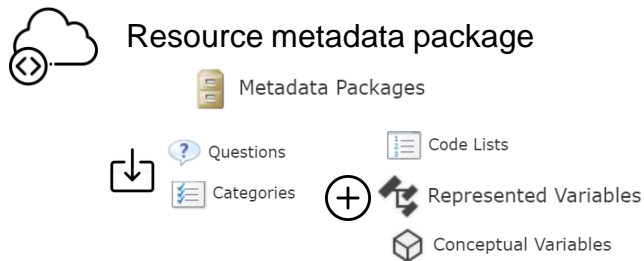 Resource metadata package
Metadata Packages
Questions
Categories
Code Lists
Represented Variables
Conceptual Variables